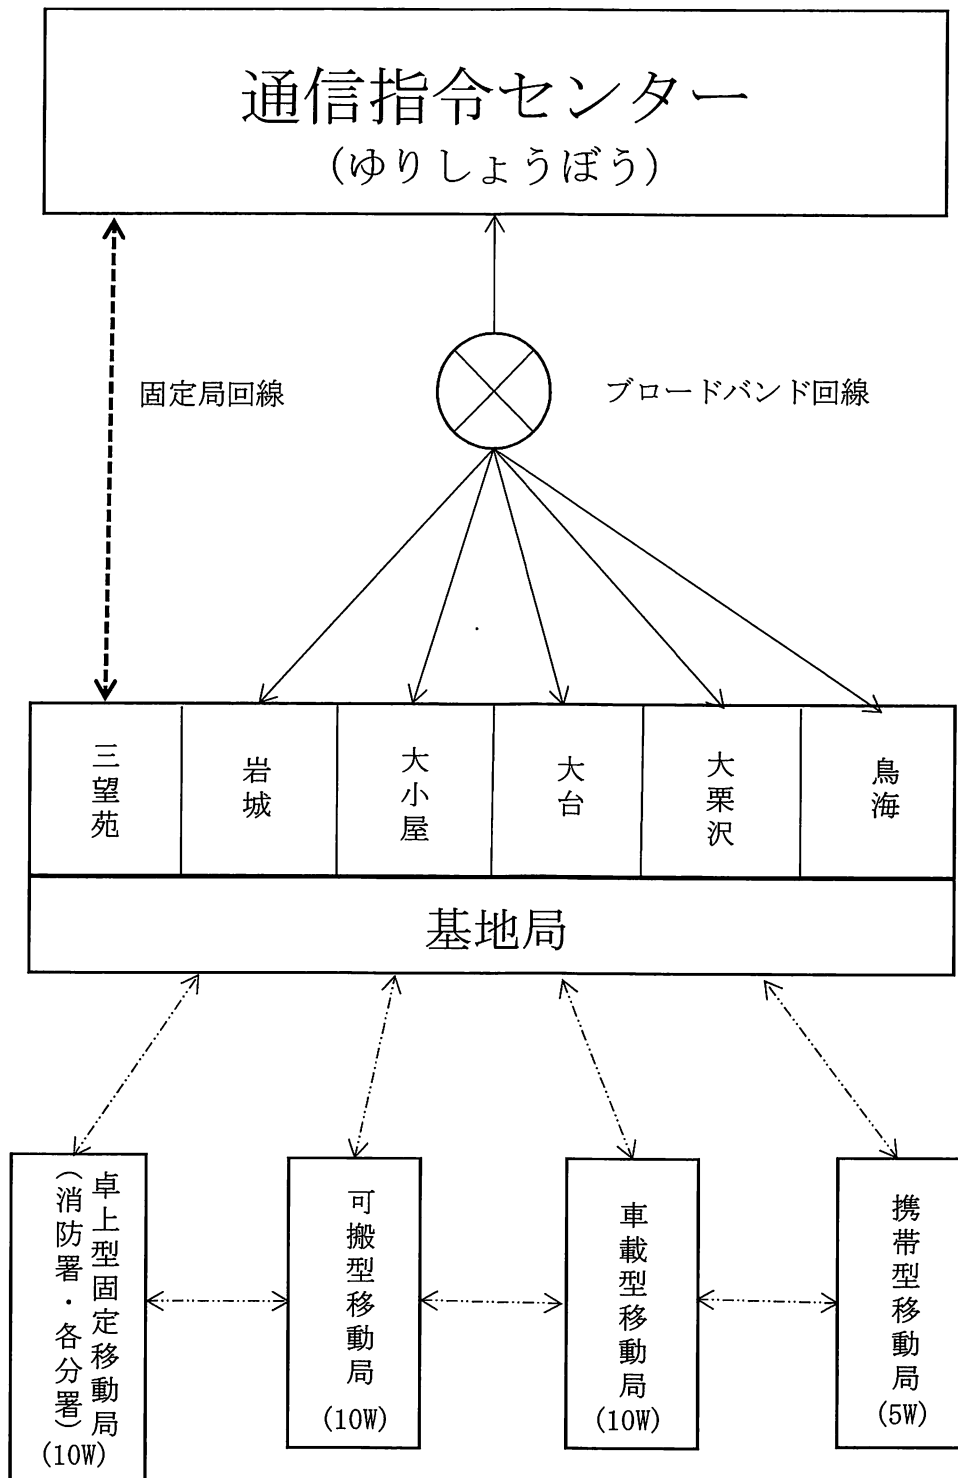 通信指令センター
(ゆりしょうぼう)
固定局回線
ブロードバンド回線
三望苑
岩城
大小屋
大台
大栗沢
鳥海
基地局
卓上型固定移動局
(消防署・各分署)
(10W)
可搬型移動局
(10W)
車載型移動局
(10W)
携帯型移動局
(5W)